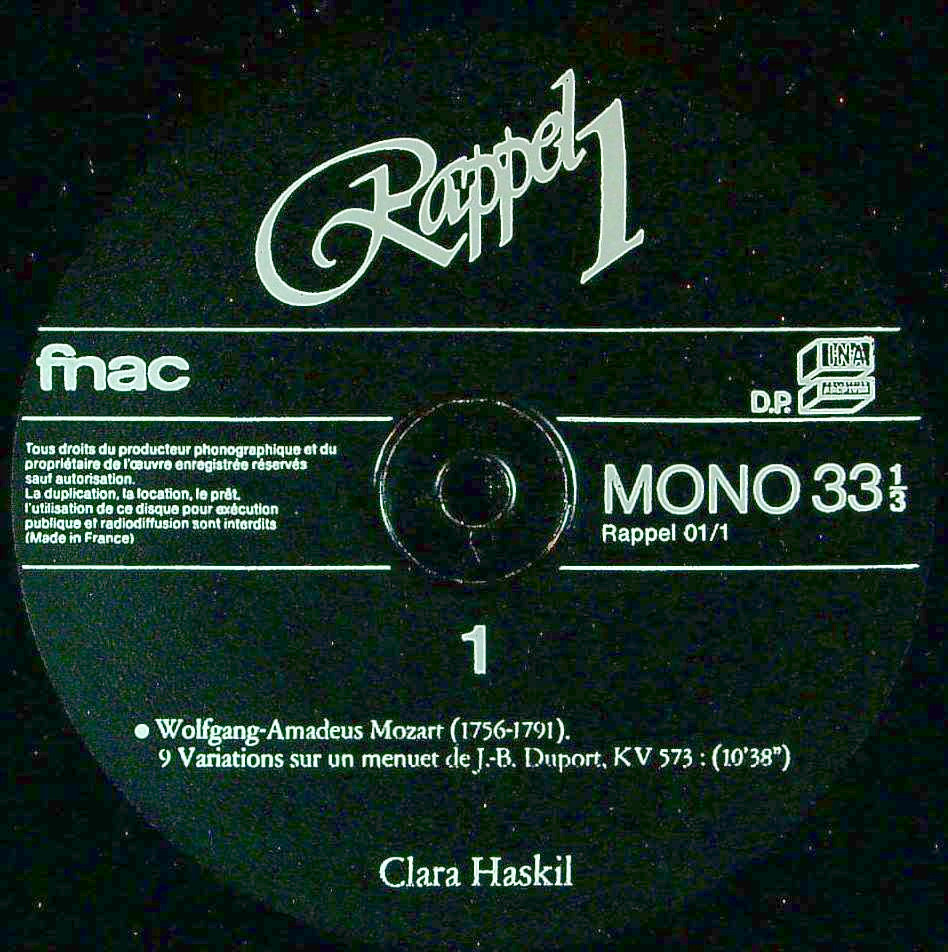 Rappel 1
fnac
INA
D.P.
Tous droits du producteur phonographique et du
propriétaire de l'œuvre enregistrée réservés
sauf autorisation.
La duplication, la location, le prêt,
l'utilisation de ce disque pour exécution
publique et radiodiffusion sont interdits
(Made in France)
MONO 33 1/3
Rappel 01/1
1
● Wolfgang-Amadeus Mozart (1756-1791).
9 Variations sur un menuet de J.-B. Duport, KV 573 : (10'38")
Clara Haskil